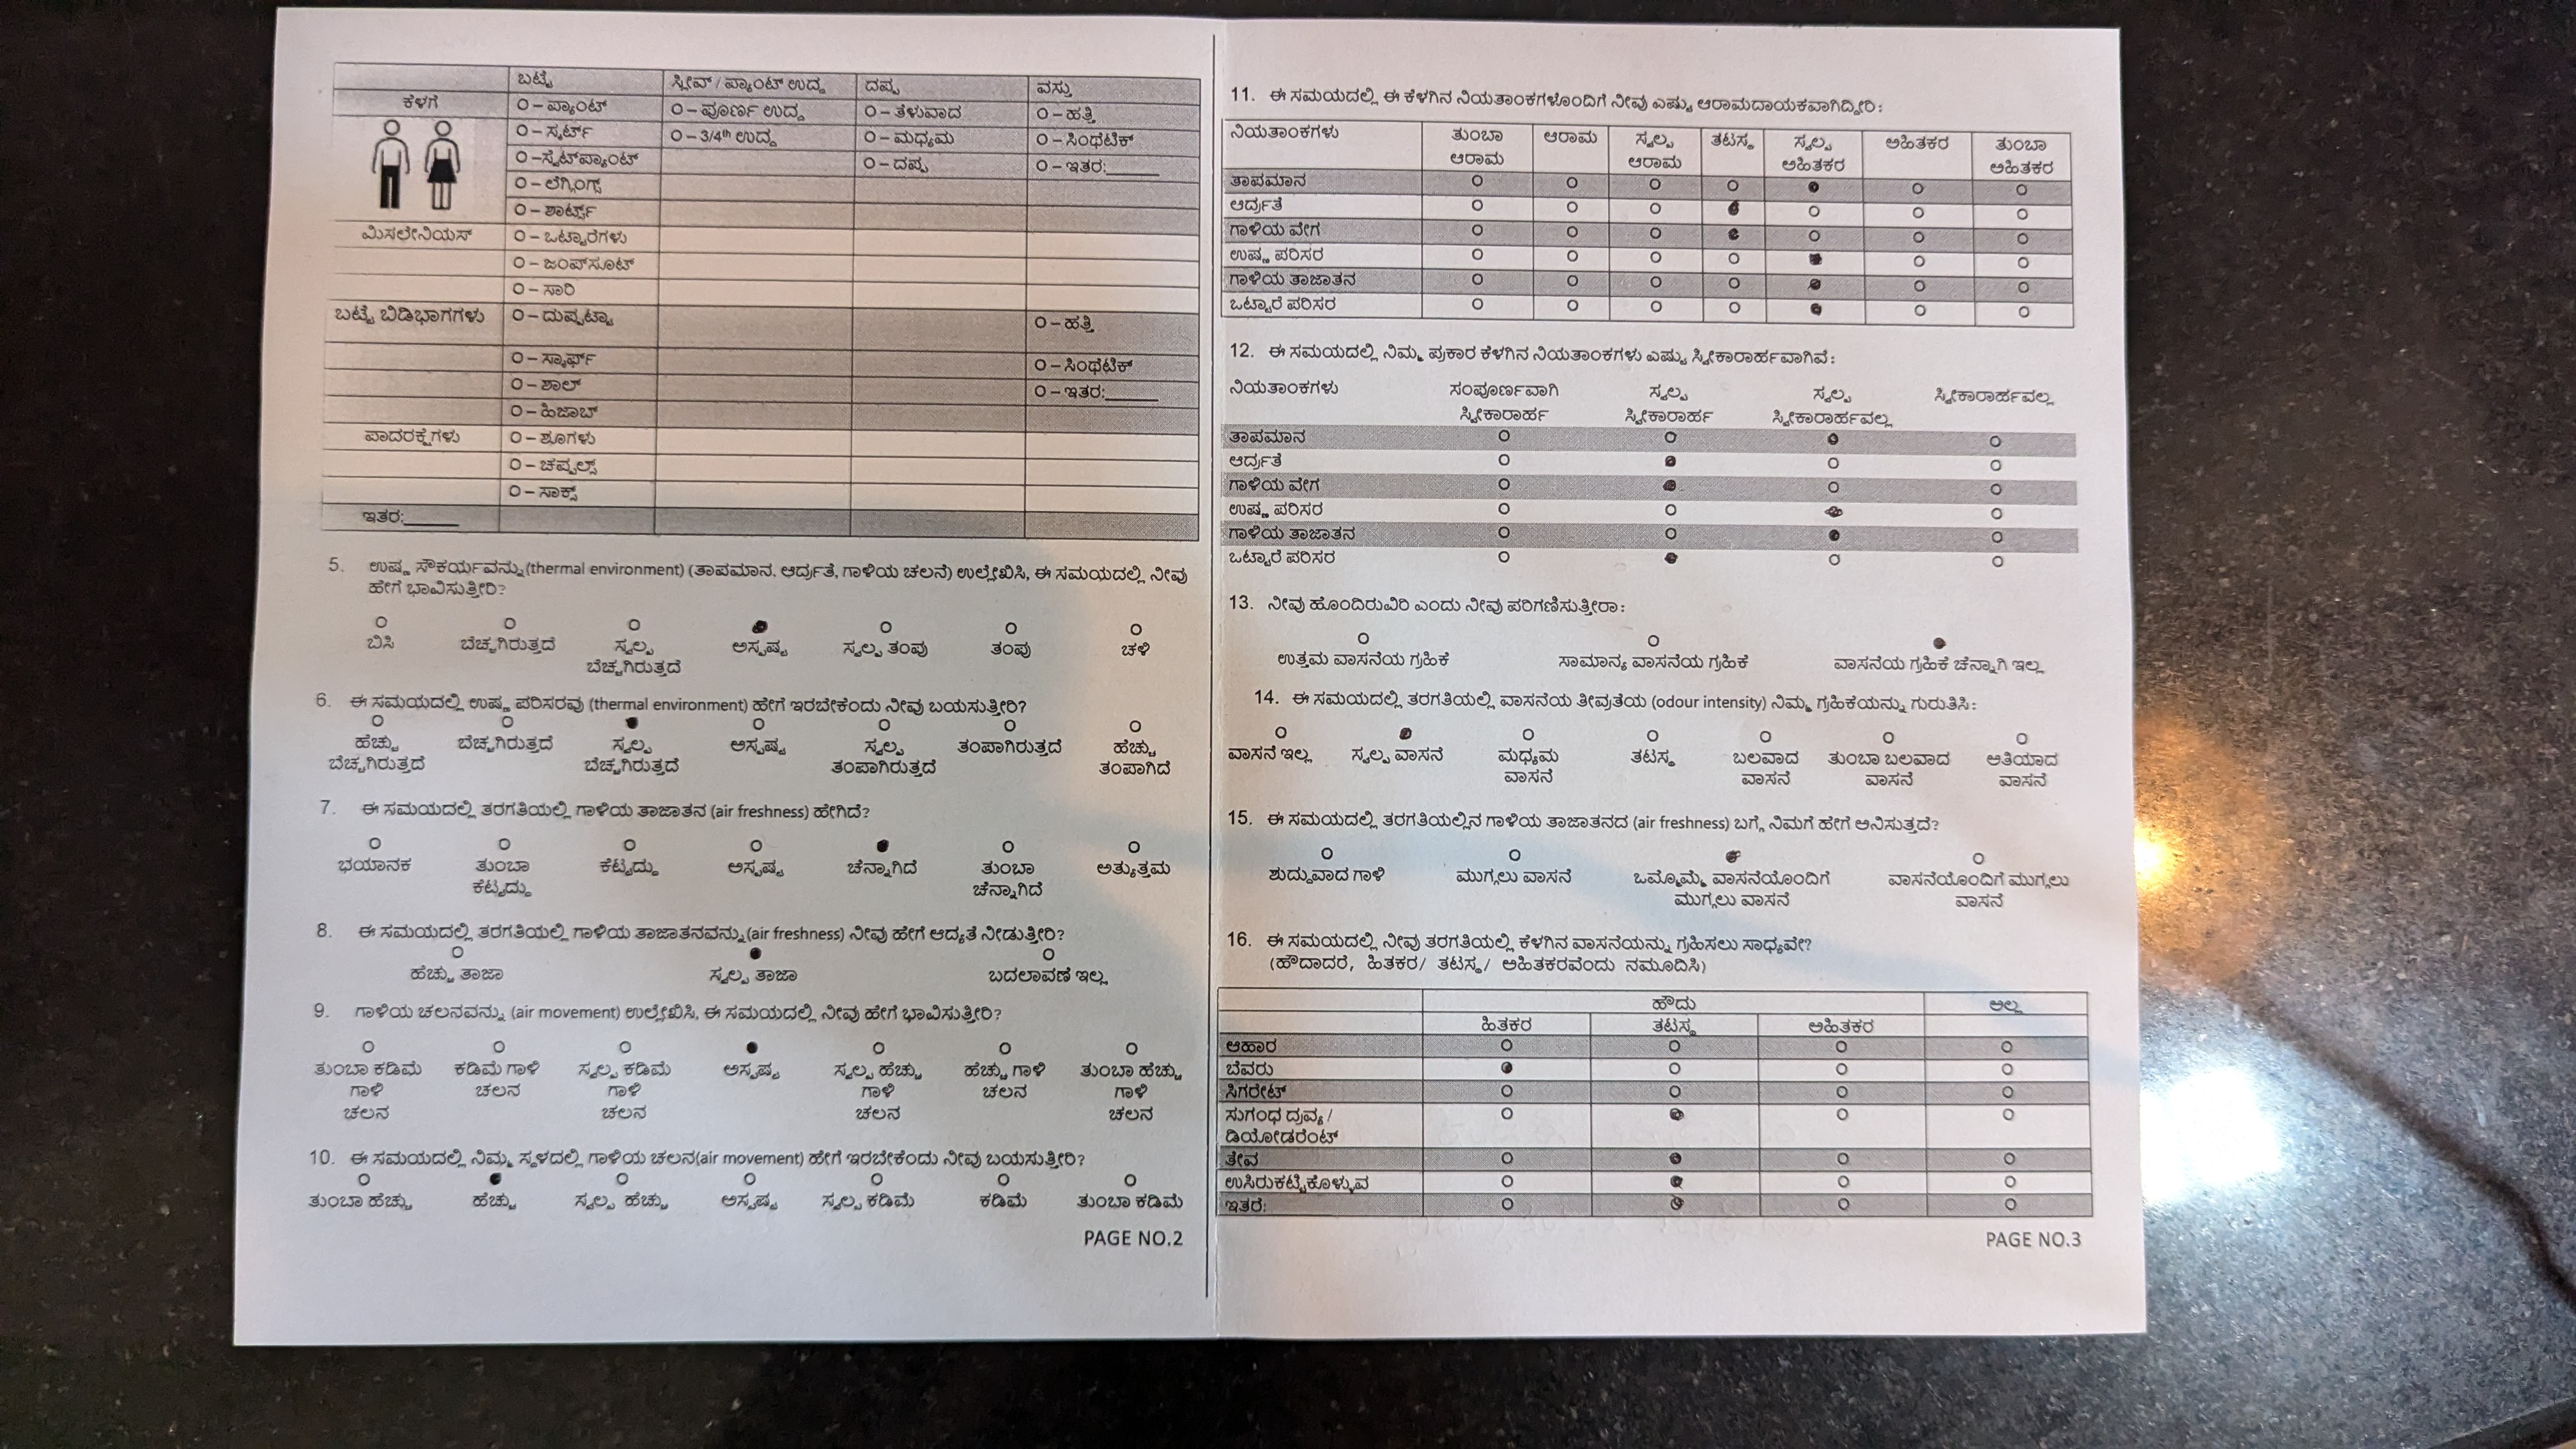 ಬಟ್ಟೆ ಸ್ಲೀವ್ / ಪ್ಯಾಂಟ್ ಉದ್ದ ದಪ್ಪ ವಸ್ತು
ಕೆಳಗೆ O – ಪ್ಯಾಂಟ್ O – ಪೂರ್ಣ ಉದ್ದ O – ತೆಳುವಾದ O – ಹತ್ತಿ
O – ಸ್ಕರ್ಟ್ O – 3/4th ಉದ್ದ O – ಮಧ್ಯಮ O – ಸಿಂಥೆಟಿಕ್
O –ಸ್ವೆಟ್‌ಪ್ಯಾಂಟ್ O – ದಪ್ಪ O – ಇತರ:______
O – ಲೆಗ್ಗಿಂಗ್ಸ್
O – ಶಾರ್ಟ್ಸ್
ಮಿಸಲೇನಿಯಸ್ O – ಒಟ್ಟಾರೆಗಳು
O – ಜಂಪ್‌ಸೂಟ್
O – ಸಾರಿ
ಬಟ್ಟೆ ಬಿಡಿಭಾಗಗಳು O – ದುಪ್ಪಟ್ಟಾ O – ಹತ್ತಿ
O – ಸ್ಕಾರ್ಫ್ O – ಸಿಂಥೆಟಿಕ್
O – ಶಾಲ್ O – ಇತರ:______
O – ಹಿಜಾಬ್
ಪಾದರಕ್ಷೆಗಳು O – ಶೂಗಳು
O – ಚಪ್ಪಲ್ಸ್
O – ಸಾಕ್ಸ್
ಇತರ:______
5. ಉಷ್ಣ ಸೌಕರ್ಯವನ್ನು (thermal environment) (ತಾಪಮಾನ, ಆರ್ದ್ರತೆ, ಗಾಳಿಯ ಚಲನೆ) ಉಲ್ಲೇಖಿಸಿ, ಈ ಸಮಯದಲ್ಲಿ ನೀವು
ಹೇಗೆ ಭಾವಿಸುತ್ತೀರಿ?
ಬಿಸಿ ಬೆಚ್ಚಗಿರುತ್ತದೆ ಸ್ವಲ್ಪ ಅಸ್ಪಷ್ಟ ಸ್ವಲ್ಪ ತಂಪು ತಂಪು ಚಳಿ
ಬೆಚ್ಚಗಿರುತ್ತದೆ
6. ಈ ಸಮಯದಲ್ಲಿ ಉಷ್ಣ ಪರಿಸರವು (thermal environment) ಹೇಗೆ ಇರಬೇಕೆಂದು ನೀವು ಬಯಸುತ್ತೀರಿ?
ಹೆಚ್ಚು ಬೆಚ್ಚಗಿರುತ್ತದೆ ಸ್ವಲ್ಪ ಅಸ್ಪಷ್ಟ ಸ್ವಲ್ಪ ತಂಪಾಗಿರುತ್ತದೆ ಹೆಚ್ಚು
ಬೆಚ್ಚಗಿರುತ್ತದೆ ಬೆಚ್ಚಗಿರುತ್ತದೆ ತಂಪಾಗಿರುತ್ತದೆ ತಂಪಾಗಿದೆ
7. ಈ ಸಮಯದಲ್ಲಿ ತರಗತಿಯಲ್ಲಿ ಗಾಳಿಯ ತಾಜಾತನ (air freshness) ಹೇಗಿದೆ?
ಭಯಾನಕ ತುಂಬಾ ಕೆಟ್ಟದ್ದು ಅಸ್ಪಷ್ಟ ಚೆನ್ನಾಗಿದೆ ತುಂಬಾ ಅತ್ಯುತ್ತಮ
ಕೆಟ್ಟದ್ದು ಚೆನ್ನಾಗಿದೆ
8. ಈ ಸಮಯದಲ್ಲಿ ತರಗತಿಯಲ್ಲಿ ಗಾಳಿಯ ತಾಜಾತನವನ್ನು (air freshness) ನೀವು ಹೇಗೆ ಆದ್ಯತೆ ನೀಡುತ್ತೀರಿ?
ಹೆಚ್ಚು ತಾಜಾ ಸ್ವಲ್ಪ ತಾಜಾ ಬದಲಾವಣೆ ಇಲ್ಲ
9. ಗಾಳಿಯ ಚಲನವನ್ನು (air movement) ಉಲ್ಲೇಖಿಸಿ, ಈ ಸಮಯದಲ್ಲಿ ನೀವು ಹೇಗೆ ಭಾವಿಸುತ್ತೀರಿ?
ತುಂಬಾ ಕಡಿಮೆ ಕಡಿಮೆ ಗಾಳಿ ಸ್ವಲ್ಪ ಕಡಿಮೆ ಅಸ್ಪಷ್ಟ ಸ್ವಲ್ಪ ಹೆಚ್ಚು ಹೆಚ್ಚು ಗಾಳಿ ತುಂಬಾ ಹೆಚ್ಚು
ಗಾಳಿ ಚಲನ ಗಾಳಿ ಗಾಳಿ ಚಲನ ಗಾಳಿ
ಚಲನ ಚಲನ ಚಲನ ಚಲನ
10. ಈ ಸಮಯದಲ್ಲಿ ನಿಮ್ಮ ಸ್ಥಳದಲ್ಲಿ ಗಾಳಿಯ ಚಲನ(air movement) ಹೇಗೆ ಇರಬೇಕೆಂದು ನೀವು ಬಯಸುತ್ತೀರಿ?
ತುಂಬಾ ಹೆಚ್ಚು ಹೆಚ್ಚು ಸ್ವಲ್ಪ ಹೆಚ್ಚು ಅಸ್ಪಷ್ಟ ಸ್ವಲ್ಪ ಕಡಿಮೆ ಕಡಿಮೆ ತುಂಬಾ ಕಡಿಮೆ
PAGE NO.2
11. ಈ ಸಮಯದಲ್ಲಿ ಈ ಕೆಳಗಿನ ನಿಯತಾಂಕಗಳೊಂದಿಗೆ ನೀವು ಎಷ್ಟು ಆರಾಮದಾಯಕವಾಗಿದ್ದೀರಿ:
ನಿಯತಾಂಕಗಳು ತುಂಬಾ ಆರಾಮ ಸ್ವಲ್ಪ ತಟಸ್ಥ ಸ್ವಲ್ಪ ಅಹಿತಕರ ತುಂಬಾ
ಆರಾಮ ಆರಾಮ ಅಹಿತಕರ ಅಹಿತಕರ
ತಾಪಮಾನ
ಆರ್ದ್ರತೆ
ಗಾಳಿಯ ವೇಗ
ಉಷ್ಣ ಪರಿಸರ
ಗಾಳಿಯ ತಾಜಾತನ
ಒಟ್ಟಾರೆ ಪರಿಸರ
12. ಈ ಸಮಯದಲ್ಲಿ ನಿಮ್ಮ ಪ್ರಕಾರ ಕೆಳಗಿನ ನಿಯತಾಂಕಗಳು ಎಷ್ಟು ಸ್ವೀಕಾರಾರ್ಹವಾಗಿವೆ:
ನಿಯತಾಂಕಗಳು ಸಂಪೂರ್ಣವಾಗಿ ಸ್ವಲ್ಪ ಸ್ವಲ್ಪ ಸ್ವೀಕಾರಾರ್ಹವಲ್ಲ
ಸ್ವೀಕಾರಾರ್ಹ ಸ್ವೀಕಾರಾರ್ಹ ಸ್ವೀಕಾರಾರ್ಹವಲ್ಲ
ತಾಪಮಾನ
ಆರ್ದ್ರತೆ
ಗಾಳಿಯ ವೇಗ
ಉಷ್ಣ ಪರಿಸರ
ಗಾಳಿಯ ತಾಜಾತನ
ಒಟ್ಟಾರೆ ಪರಿಸರ
13. ನೀವು ಹೊಂದಿರುವಿರಿ ಎಂದು ನೀವು ಪರಿಗಣಿಸುತ್ತೀರಾ:
ಉತ್ತಮ ವಾಸನೆಯ ಗ್ರಹಿಕೆ ಸಾಮಾನ್ಯ ವಾಸನೆಯ ಗ್ರಹಿಕೆ ವಾಸನೆಯ ಗ್ರಹಿಕೆ ಚೆನ್ನಾಗಿ ಇಲ್ಲ
14. ಈ ಸಮಯದಲ್ಲಿ ತರಗತಿಯಲ್ಲಿ ವಾಸನೆಯ ತೀವ್ರತೆಯ (odour intensity) ನಿಮ್ಮ ಗ್ರಹಿಕೆಯನ್ನು ಗುರುತಿಸಿ:
ವಾಸನೆ ಇಲ್ಲ ಸ್ವಲ್ಪ ವಾಸನೆ ಮಧ್ಯಮ ತಟಸ್ಥ ಬಲವಾದ ತುಂಬಾ ಬಲವಾದ ಅತಿಯಾದ
ವಾಸನೆ ವಾಸನೆ ವಾಸನೆ ವಾಸನೆ
15. ಈ ಸಮಯದಲ್ಲಿ ತರಗತಿಯಲ್ಲಿನ ಗಾಳಿಯ ತಾಜಾತನದ (air freshness) ಬಗ್ಗೆ ನಿಮಗೆ ಹೇಗೆ ಅನಿಸುತ್ತದೆ?
ಶುದ್ದುವಾದ ಗಾಳಿ ಮುಗ್ಗಲು ವಾಸನೆ ಒಮ್ಮೊಮ್ಮೆ ವಾಸನೆಯೊಂದಿಗೆ ವಾಸನೆಯೊಂದಿಗೆ ಮುಗ್ಗಲು
ಮುಗ್ಗಲು ವಾಸನೆ ವಾಸನೆ
16. ಈ ಸಮಯದಲ್ಲಿ ನೀವು ತರಗತಿಯಲ್ಲಿ ಕೆಳಗಿನ ವಾಸನೆಯನ್ನು ಗ್ರಹಿಸಲು ಸಾಧ್ಯವೇ?
(ಹೌದಾದರೆ, ಹಿತಕರ/ ತಟಸ್ಥ/ ಅಹಿತಕರವೆಂದು ನಮೂದಿಸಿ)
ಹೌದು ಅಲ್ಲ
ಹಿತಕರ ತಟಸ್ಥ ಅಹಿತಕರ
ಆಹಾರ
ಬೆವರು
ಸಿಗರೇಟ್
ಸುಗಂಧ ದ್ರವ್ಯ /
ಡಿಯೋಡರೆಂಟ್
ತೇವ
ಉಸಿರುಕಟ್ಟಿಕೊಳ್ಳುವ
ಇತರೆ:
PAGE NO.3